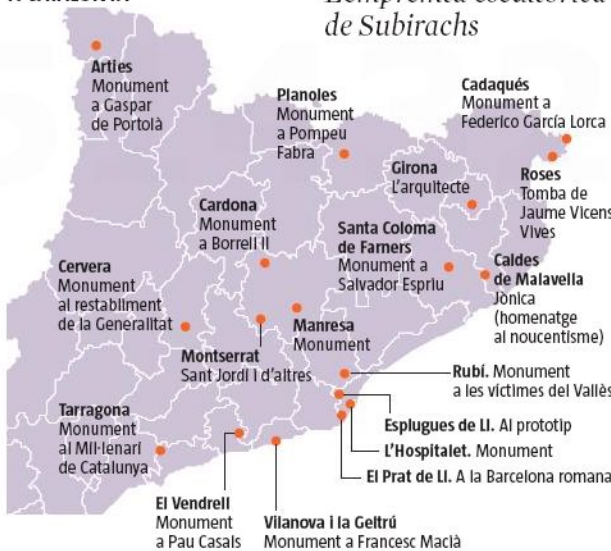 L'empremta escultòrica
de Subirachs
Arties
Monument
a Gaspar
de Portolà
Planoles
Monument
a Pompeu
Fabra
Cadaqués
Monument a
Federico García Lorca
Girona
L'arquitecte
Roses
Tomba de
Jaume Vicens
Vives
Cardona
Monument
a Borrell II
Santa Coloma
de Farners
Monument a
Salvador Espriu
Caldes
de Malavella
Jònica
(homenatge
al noucentisme)
Cervera
Monument
al restabliment
de la Generalitat
Manresa
Monument
Montserrat
Sant Jordi i d'altres
Rubí. Monument
a les víctimes del Vallès
Esplugues de Ll. Al prototip
L'Hospitalet. Monument
El Prat de Ll. A la Barcelona romana
Tarragona
Monument
al Mil·lenari
de Catalunya
El Vendrell
Monument
a Pau Casals
Vilanova i la Geltrú
Monument a Francesc Macià